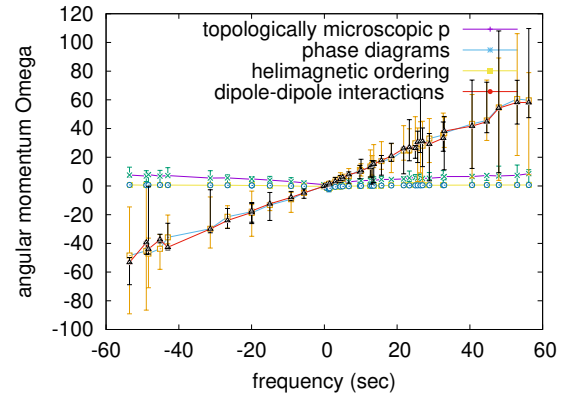 topologically microscopic p
phase diagrams
helimagnetic ordering
dipole-dipole interactions
angular momentum Omega
120
100
80
60
40
20
0
-20
-40
-60
-80
-100
-60 -40 -20 0 20 40 60
frequency (sec)